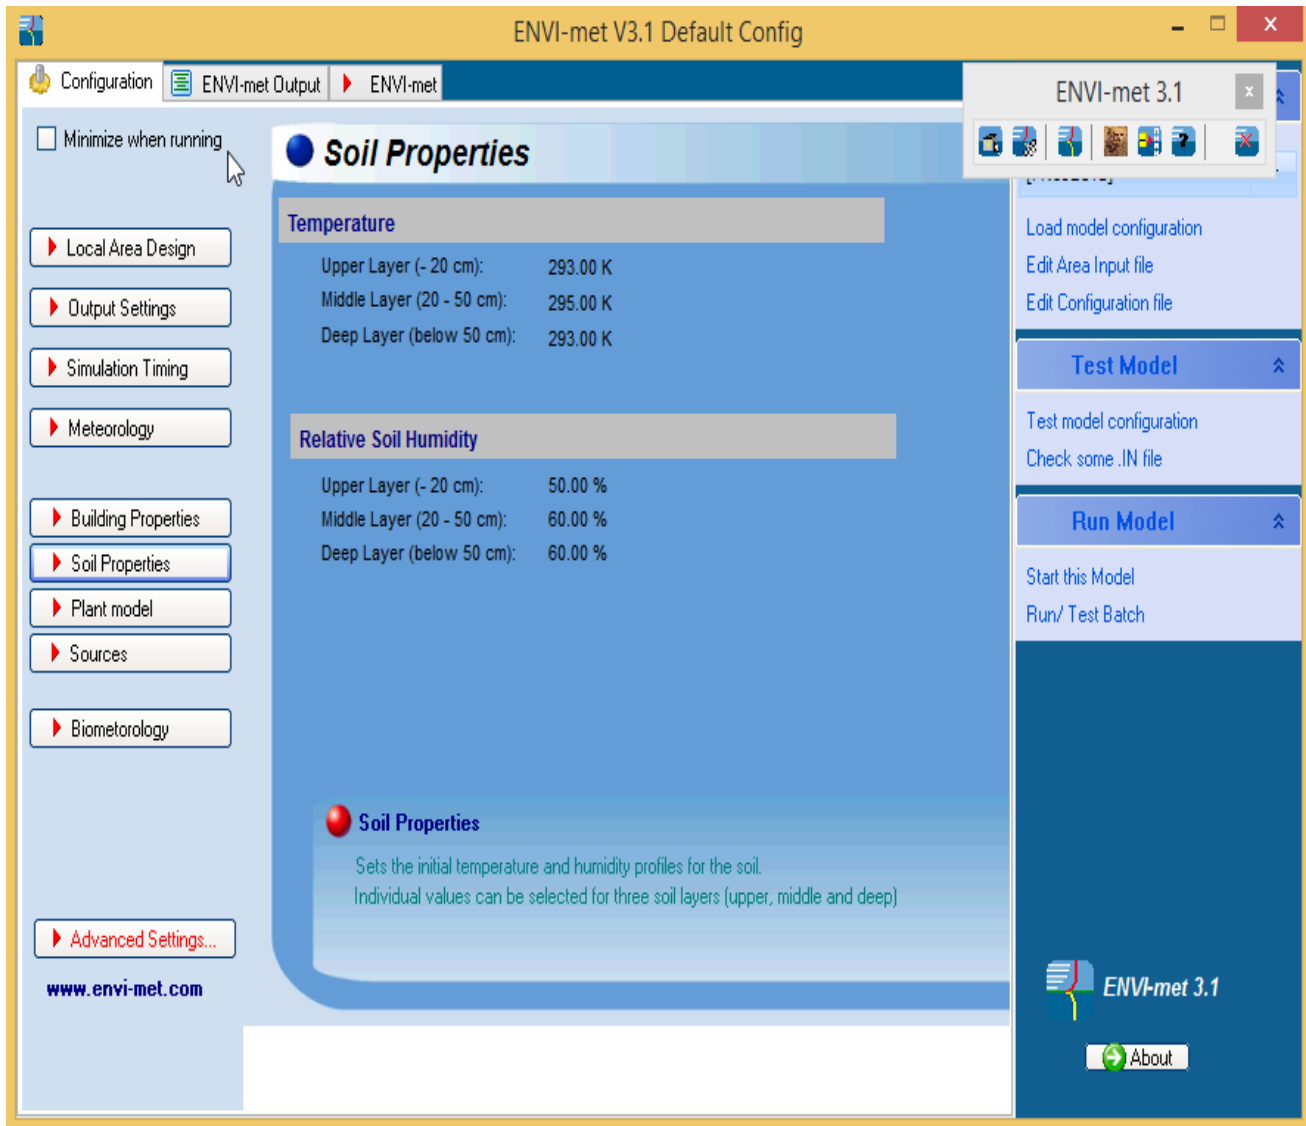 ENVI-met V3.1 Default Config
Configuration
ENVI-met Output
ENVI-met
ENVI-met 3.1
Minimize when running
Local Area Design
Output Settings
Simulation Timing
Meteorology
Building Properties
Soil Properties
Plant model
Sources
Biometorology
Advanced Settings...
www.envi-met.com
Soil Properties
Temperature
Upper Layer (- 20 cm): 293.00 K
Middle Layer (20 - 50 cm): 295.00 K
Deep Layer (below 50 cm): 293.00 K
Relative Soil Humidity
Upper Layer (- 20 cm): 50.00 %
Middle Layer (20 - 50 cm): 60.00 %
Deep Layer (below 50 cm): 60.00 %
Soil Properties
Sets the initial temperature and humidity profiles for the soil.
Individual values can be selected for three soil layers (upper, middle and deep)
Load model configuration
Edit Area Input file
Edit Configuration file
Test Model
Test model configuration
Check some .IN file
Run Model
Start this Model
Run/ Test Batch
ENVI-met 3.1
About